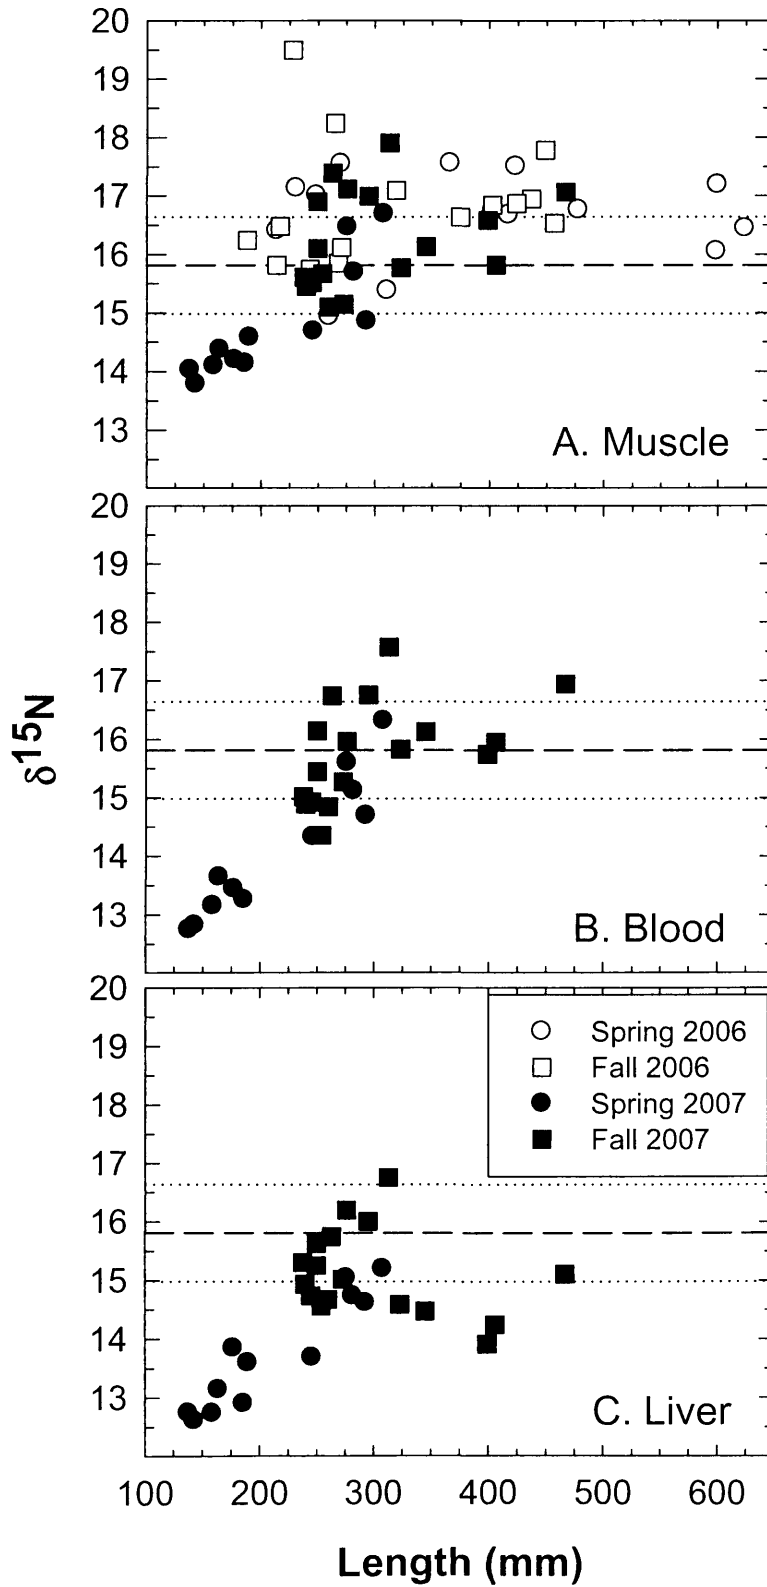 20
19
18
17
16
15
14
13
A. Muscle
20
19
18
17
16
15
14
13
B. Blood
δ15N
20
19
18
17
16
15
14
13
Spring 2006
Fall 2006
Spring 2007
Fall 2007
C. Liver
100 200 300 400 500 600
Length (mm)